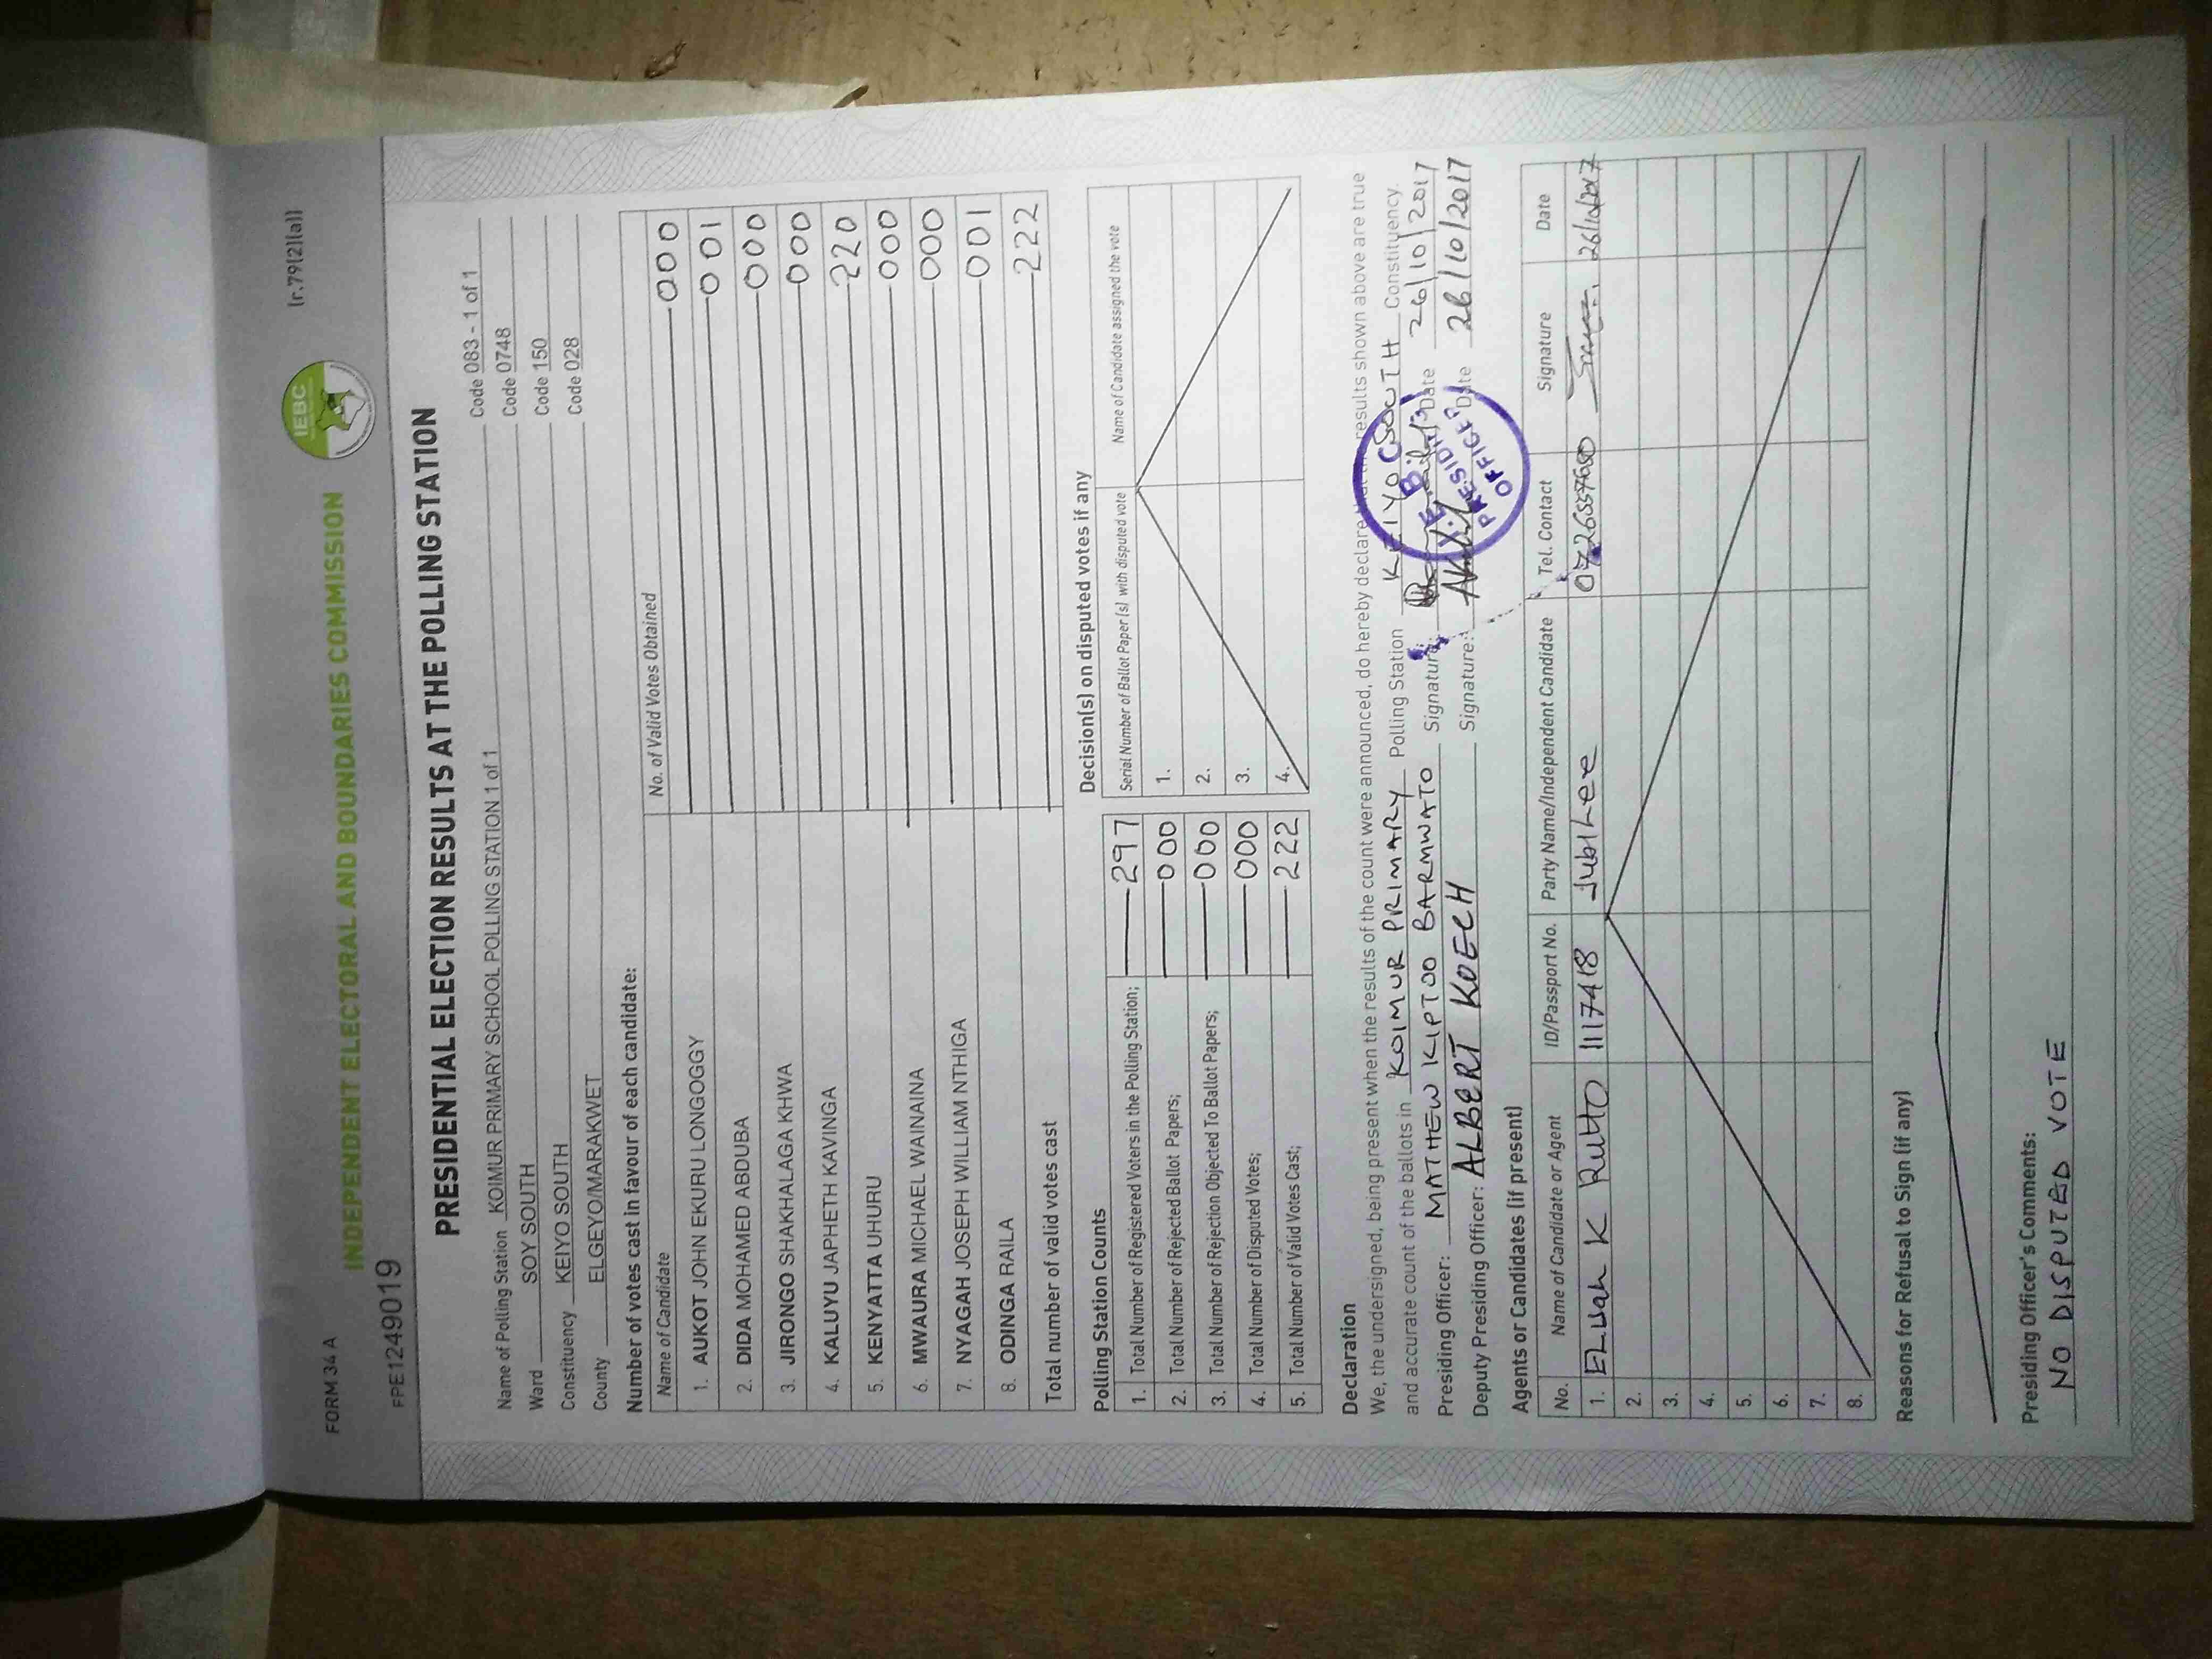 FORM 34 A
(r.79(2)(a))
IEBC
INDEPENDENT ELECTORAL AND BOUNDARIES COMMISSION
FPE1249019
PRESIDENTIAL ELECTION RESULTS AT THE POLLING STATION
Name of Polling Station KOIMUR PRIMARY SCHOOL POLLING STATION 1 of 1 Code 083 - 1 of 1
Ward SOY SOUTH Code 0748
Constituency KEIYO SOUTH Code 150
County ELGEYO/MARAKWET Code 028
Number of votes cast in favour of each candidate:
Name of Candidate No. of Valid Votes Obtained
1. AUKOT JOHN EKURU LONGOGGY 000
2. DIDA MOHAMED ABDUBA 001
3. JIRONGO SHAKHALAGA KHWA 000
4. KALUYU JAPHETH KAVINGA 000
5. KENYATTA UHURU 220
6. MWAURA MICHAEL WAINAINA 000
7. NYAGAH JOSEPH WILLIAM NTHIGA 000
8. ODINGA RAILA 001
Total number of valid votes cast 222
Polling Station Counts
1. Total Number of Registered Voters in the Polling Station; 297
2. Total Number of Rejected Ballot Papers; 000
3. Total Number of Rejection Objected To Ballot Papers; 000
4. Total Number of Disputed Votes; 000
5. Total Number of Valid Votes Cast; 222
Decision(s) on disputed votes if any
Serial Number of Ballot Paper (s) with disputed vote Name of Candidate assigned the vote
1.
2.
3.
4.
Declaration
We, the undersigned, being present when the results of the count were announced, do hereby declare that the results shown above are true
and accurate count of the ballots in KOIMUR PRIMARY Polling Station KEIYO SOUTH Constituency.
Presiding Officer: MATHEW KIPTOO BARMWATO Signature: Date 26/10/2017
Deputy Presiding Officer: ALBERT KOECH Signature: Date 26/10/2017
PRESIDING
OFFICER
Agents or Candidates (if present)
No. Name of Candidate or Agent ID/Passport No. Party Name/Independent Candidate Tel. Contact Signature Date
1. ELijah K Rutto 1117418 JubiLee 26/10/2017
2.
3.
4.
5.
6.
7.
8.
Reasons for Refusal to Sign (if any)
Presiding Officer's Comments:
NO DISPUTED VOTE